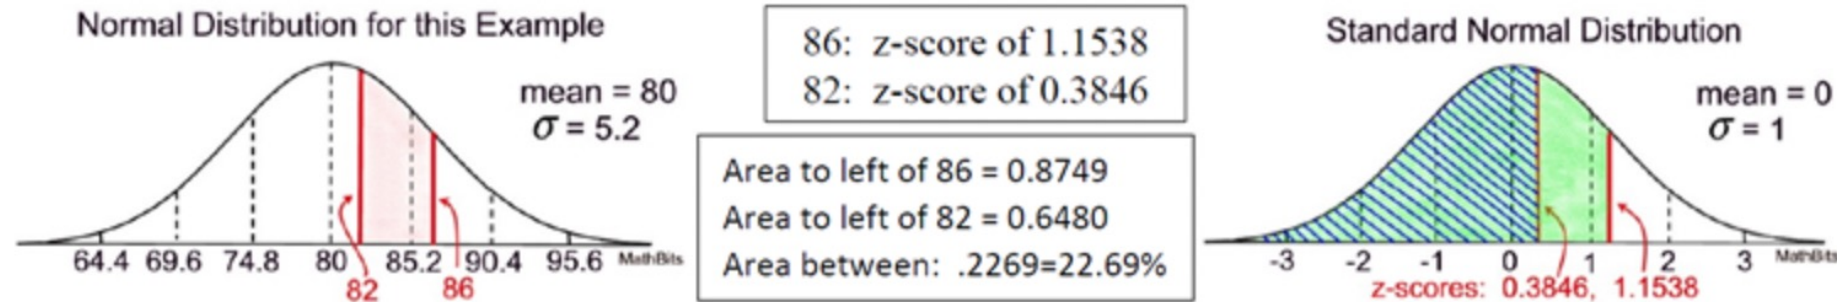 Normal Distribution for this Example
mean = 80
σ = 5.2
64.4 69.6 74.8 80 85.2 90.4 95.6 MathBits
82 86
86: z-score of 1.1538
82: z-score of 0.3846
Area to left of 86 = 0.8749
Area to left of 82 = 0.6480
Area between: .2269=22.69%
Standard Normal Distribution
mean = 0
σ = 1
-3 -2 -1 0 1 2 3 MathBits
z-scores: 0.3846, 1.1538